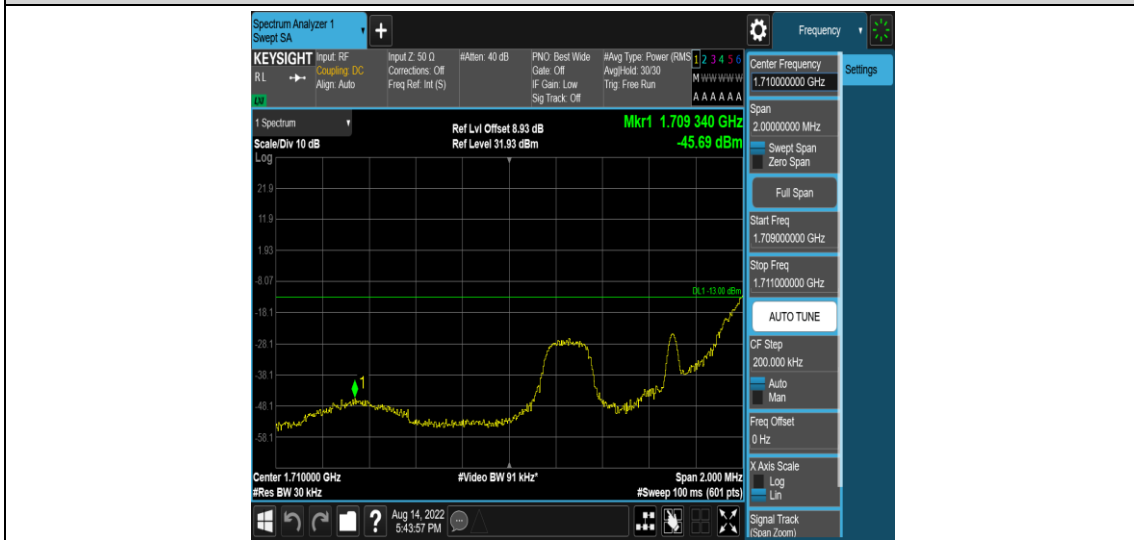 Spectrum Analyzer 1
Swept SA
+
Frequency
KEYSIGHT
RL
LXI
Input: RF
Coupling: DC
Align: Auto
Input Z: 50 Ω
Corrections: Off
Freq Ref: Int (S)
#Atten: 40 dB
PNO: Best Wide
Gate: Off
IF Gain: Low
Sig Track: Off
#Avg Type: Power (RMS
Avg|Hold: 30/30
Trig: Free Run
1 2 3 4 5 6
M W W W W W
A A A A A A
Center Frequency
1.710000000 GHz
Settings
Span
2.00000000 MHz
Swept Span
Zero Span
Full Span
Start Freq
1.709000000 GHz
Stop Freq
1.711000000 GHz
AUTO TUNE
CF Step
200.000 kHz
Auto
Man
Freq Offset
0 Hz
X Axis Scale
Log
Lin
Signal Track
(Span Zoom)
1 Spectrum
Scale/Div 10 dB
Log
Ref Lvl Offset 8.93 dB
Ref Level 31.93 dBm
Mkr1 1.709 340 GHz
-45.69 dBm
21.9
11.9
1.93
-8.07
DL1 -13.00 dBm
-18.1
-28.1
-38.1
1
-48.1
-58.1
Center 1.710000 GHz
#Video BW 91 kHz*
Span 2.000 MHz
#Res BW 30 kHz
#Sweep 100 ms (601 pts)
?
Aug 14, 2022
5:43:57 PM